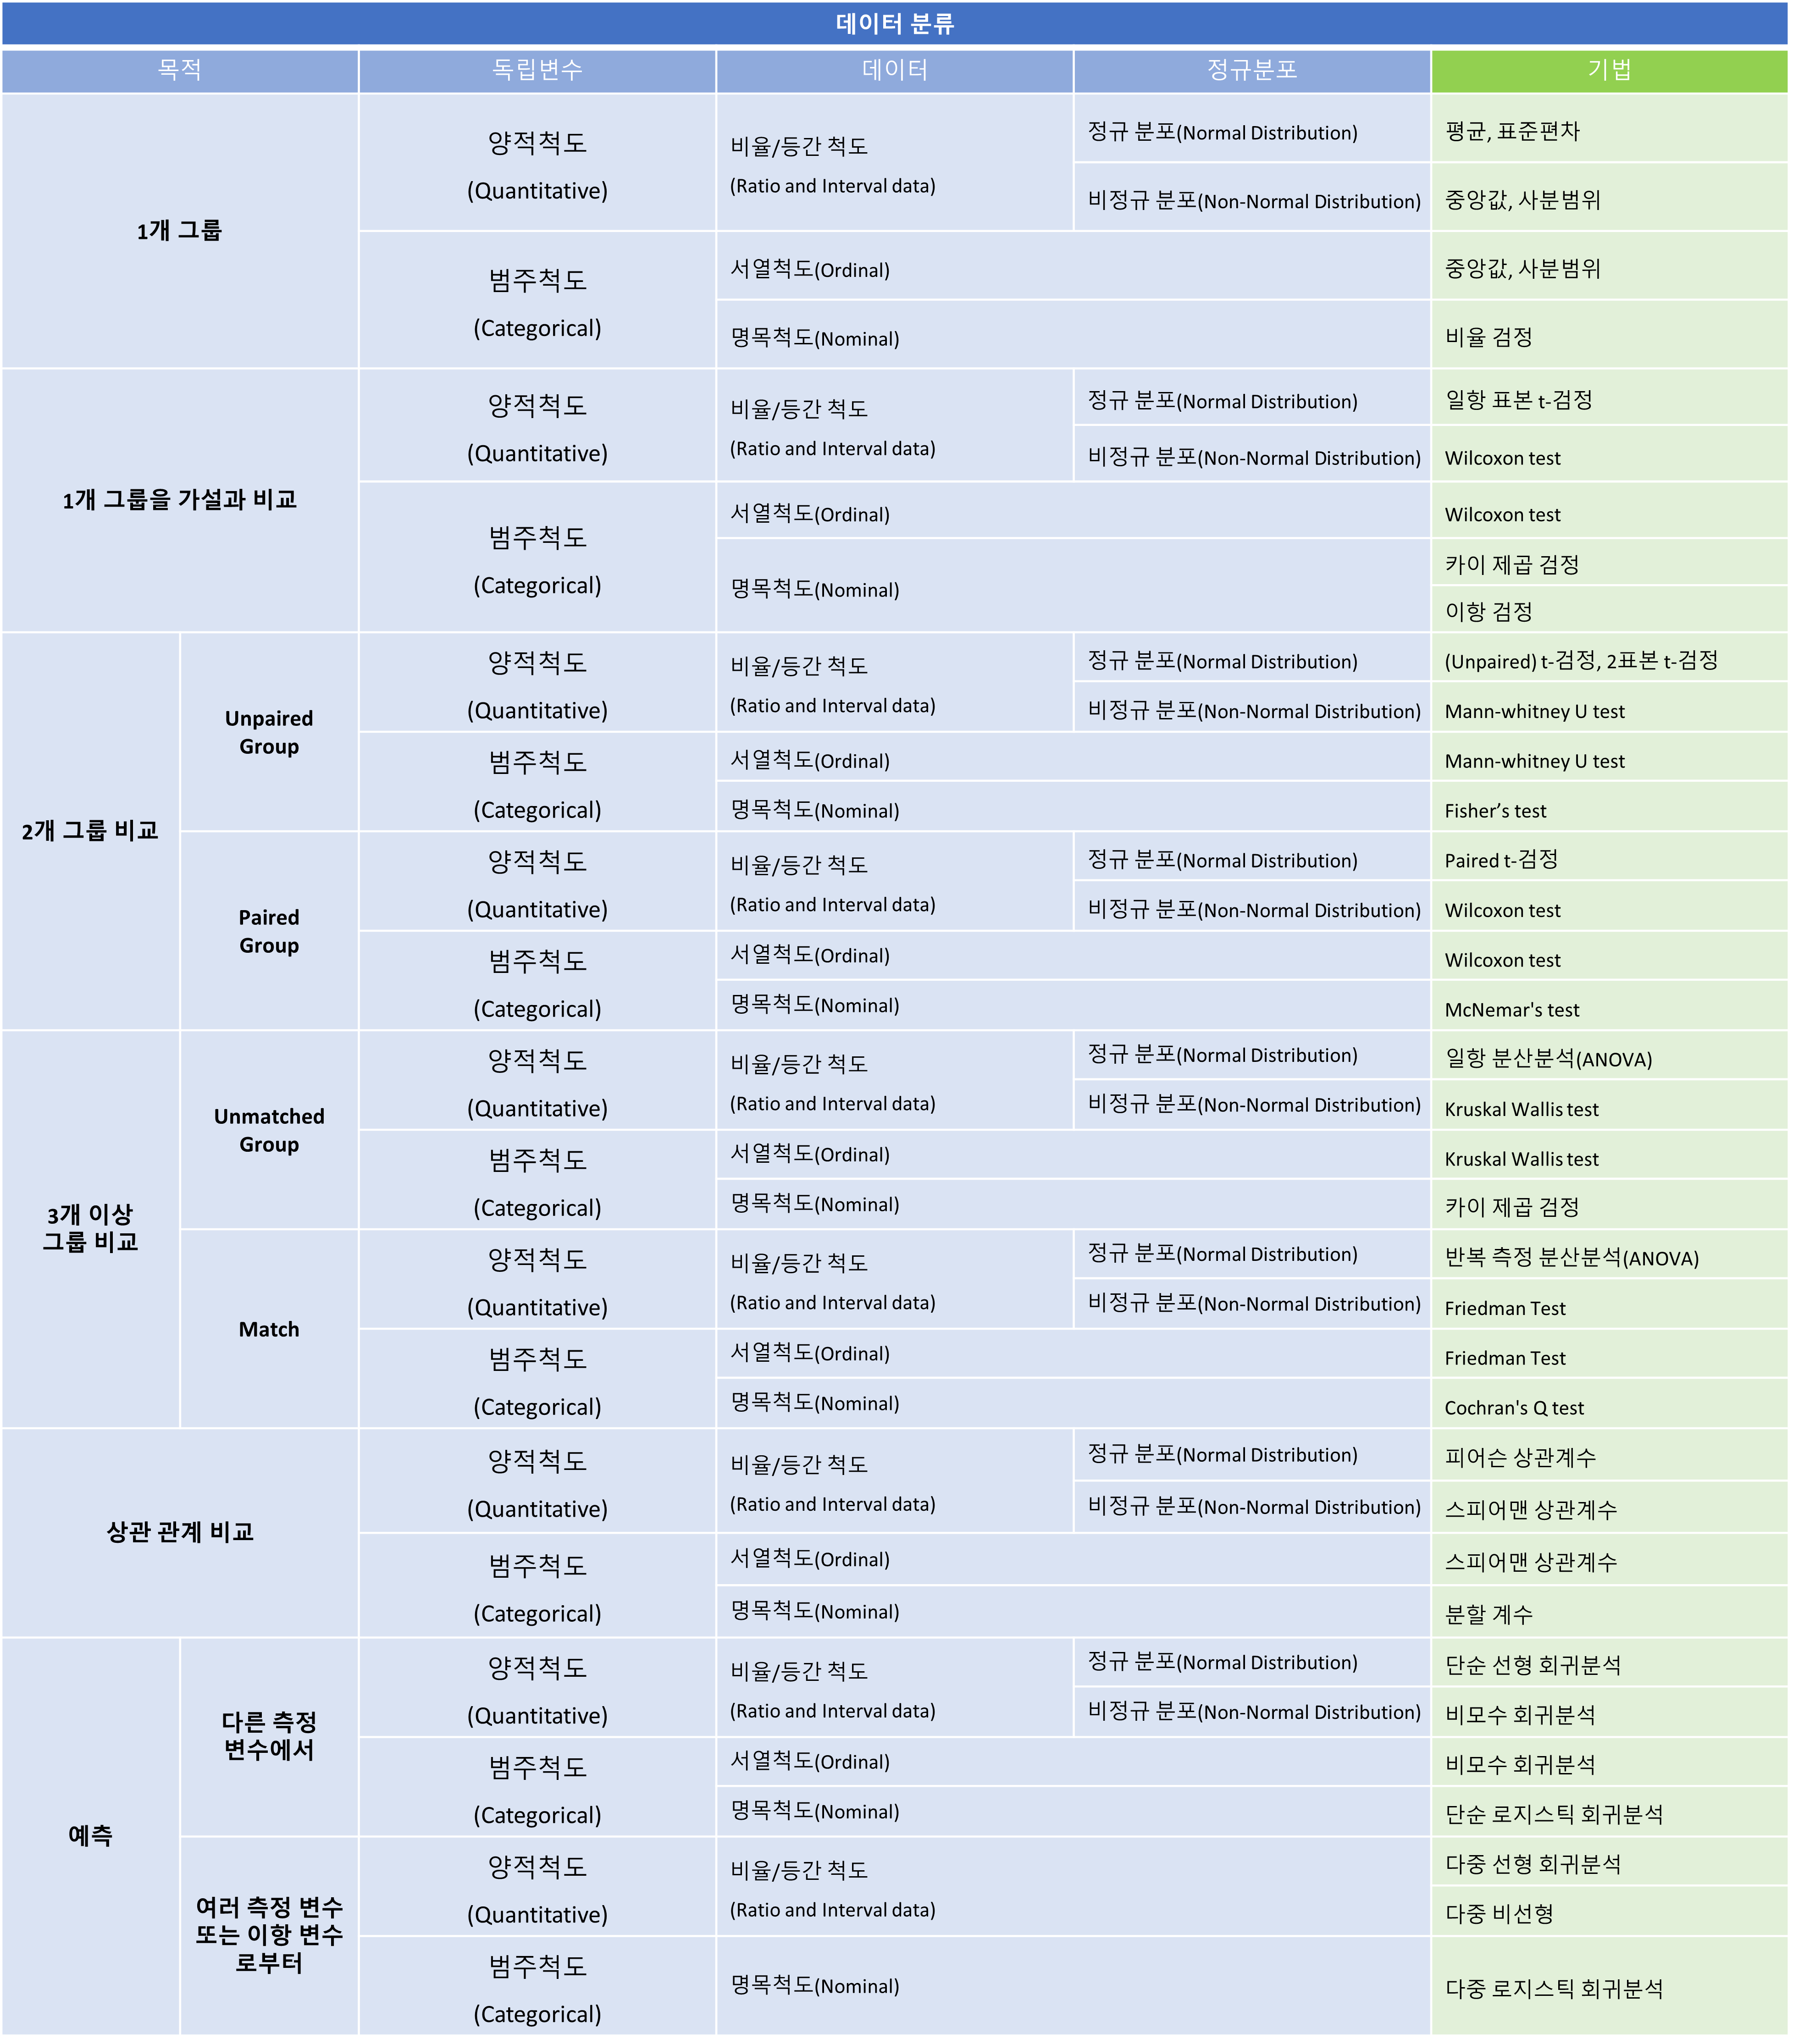 데이터 분류
목적 독립변수 데이터 정규분포 기법
1개 그룹
양적척도
(Quantitative)
비율/등간 척도
(Ratio and Interval data)
정규 분포(Normal Distribution)
평균, 표준편차
비정규 분포(Non-Normal Distribution)
중앙값, 사분범위
범주척도
(Categorical)
서열척도(Ordinal)
중앙값, 사분범위
명목척도(Nominal)
비율 검정
1개 그룹을 가설과 비교
양적척도
(Quantitative)
비율/등간 척도
(Ratio and Interval data)
정규 분포(Normal Distribution)
일항 표본 t-검정
비정규 분포(Non-Normal Distribution)
Wilcoxon test
범주척도
(Categorical)
서열척도(Ordinal)
Wilcoxon test
명목척도(Nominal)
카이 제곱 검정
이항 검정
2개 그룹 비교
Unpaired
Group
양적척도
(Quantitative)
비율/등간 척도
(Ratio and Interval data)
정규 분포(Normal Distribution)
(Unpaired) t-검정, 2표본 t-검정
비정규 분포(Non-Normal Distribution)
Mann-whitney U test
범주척도
(Categorical)
서열척도(Ordinal)
Mann-whitney U test
명목척도(Nominal)
Fisher’s test
Paired
Group
양적척도
(Quantitative)
비율/등간 척도
(Ratio and Interval data)
정규 분포(Normal Distribution)
Paired t-검정
비정규 분포(Non-Normal Distribution)
Wilcoxon test
범주척도
(Categorical)
서열척도(Ordinal)
Wilcoxon test
명목척도(Nominal)
McNemar's test
3개 이상
그룹 비교
Unmatched
Group
양적척도
(Quantitative)
비율/등간 척도
(Ratio and Interval data)
정규 분포(Normal Distribution)
일항 분산분석(ANOVA)
비정규 분포(Non-Normal Distribution)
Kruskal Wallis test
범주척도
(Categorical)
서열척도(Ordinal)
Kruskal Wallis test
명목척도(Nominal)
카이 제곱 검정
Match
양적척도
(Quantitative)
비율/등간 척도
(Ratio and Interval data)
정규 분포(Normal Distribution)
반복 측정 분산분석(ANOVA)
비정규 분포(Non-Normal Distribution)
Friedman Test
범주척도
(Categorical)
서열척도(Ordinal)
Friedman Test
명목척도(Nominal)
Cochran's Q test
상관 관계 비교
양적척도
(Quantitative)
비율/등간 척도
(Ratio and Interval data)
정규 분포(Normal Distribution)
피어슨 상관계수
비정규 분포(Non-Normal Distribution)
스피어맨 상관계수
범주척도
(Categorical)
서열척도(Ordinal)
스피어맨 상관계수
명목척도(Nominal)
분할 계수
예측
다른 측정
변수에서
양적척도
(Quantitative)
비율/등간 척도
(Ratio and Interval data)
정규 분포(Normal Distribution)
단순 선형 회귀분석
비정규 분포(Non-Normal Distribution)
비모수 회귀분석
범주척도
(Categorical)
서열척도(Ordinal)
비모수 회귀분석
명목척도(Nominal)
단순 로지스틱 회귀분석
여러 측정 변수
또는 이항 변수
로부터
양적척도
(Quantitative)
비율/등간 척도
(Ratio and Interval data)
다중 선형 회귀분석
다중 비선형
범주척도
(Categorical)
명목척도(Nominal)
다중 로지스틱 회귀분석